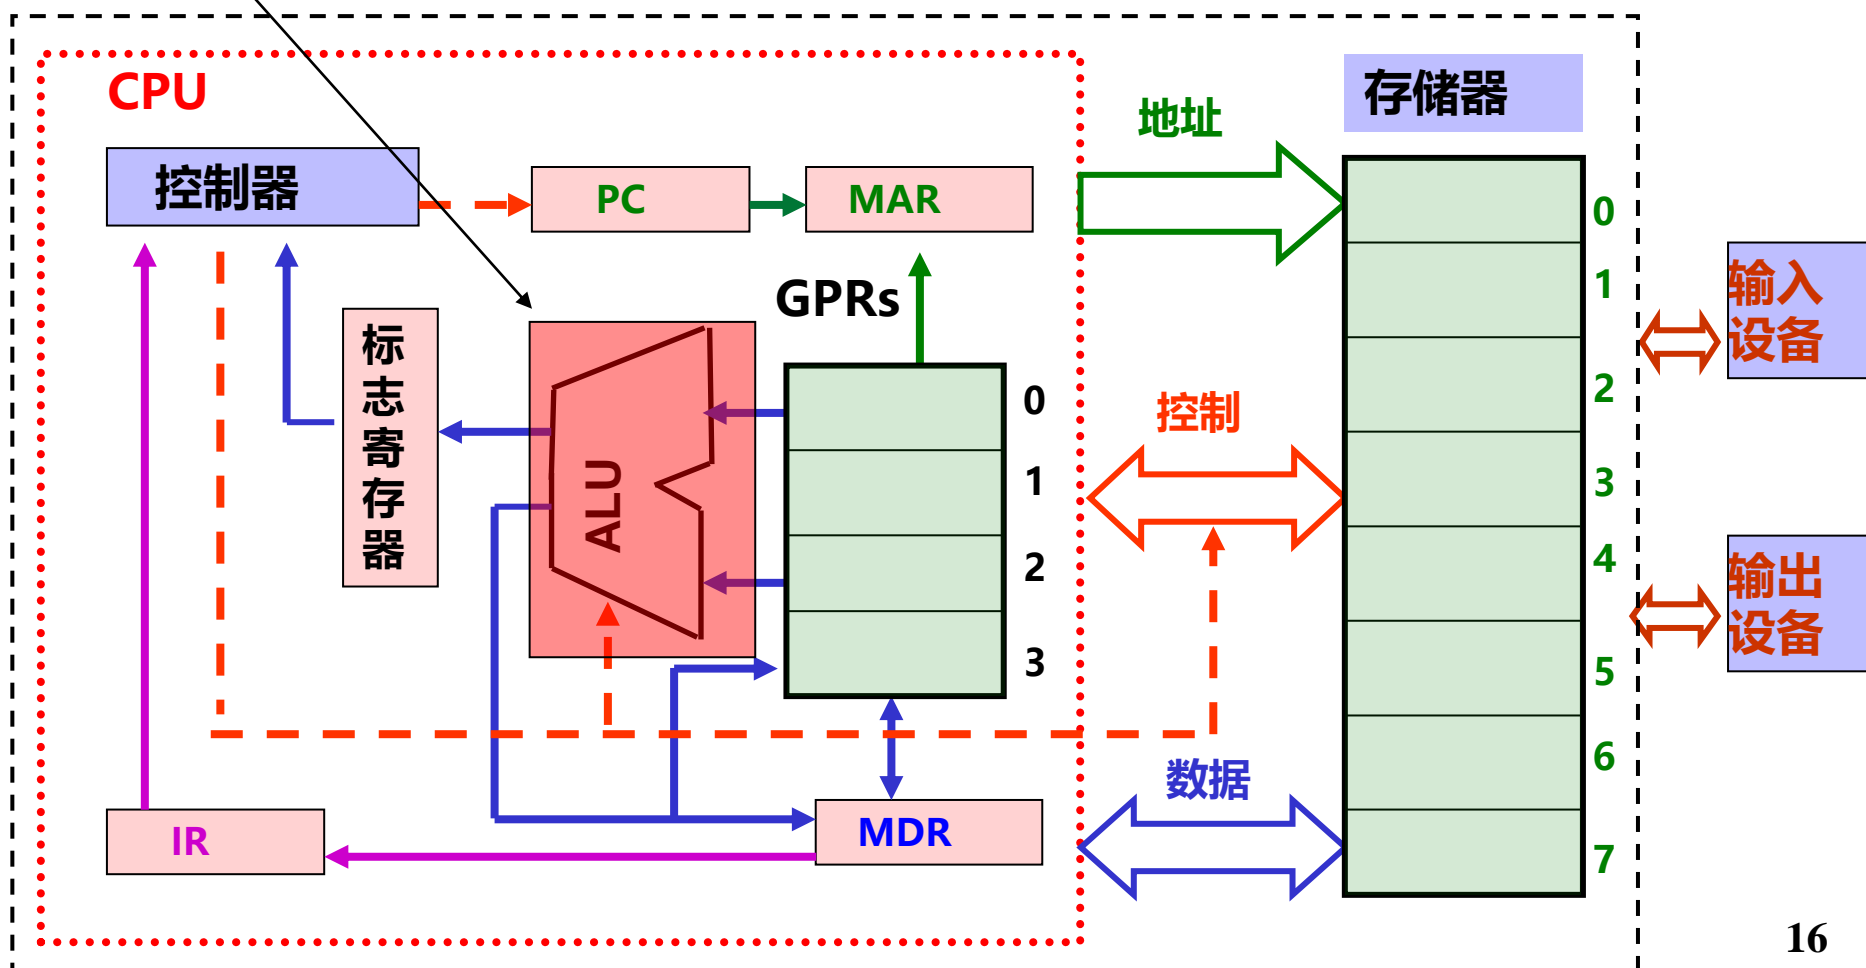 CPU
存储器
地址
控制器
PC
MAR
0
1
2
3
4
5
6
7
GPRs
0
1
2
3
标
志
寄
存
器
ALU
控制
数据
IR
MDR
输入
设备
输出
设备
16